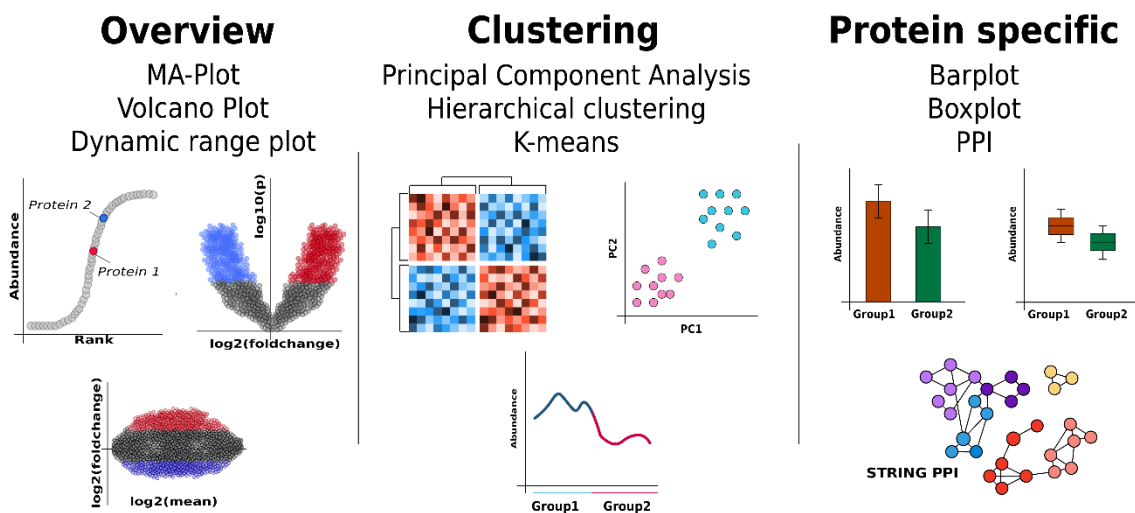 Overview
MA-Plot
Volcano Plot
Dynamic range plot
Abundance
Protein 2
Protein 1
Rank
log10(p)
log2(foldchange)
log2(foldchange)
log2(mean)
Clustering
Principal Component Analysis
Hierarchical clustering
K-means
PC2
PC1
Abundance
Group1
Group2
Protein specific
Barplot
Boxplot
PPI
Abundance
Group1
Group2
Abundance
Group1
Group2
STRING PPI